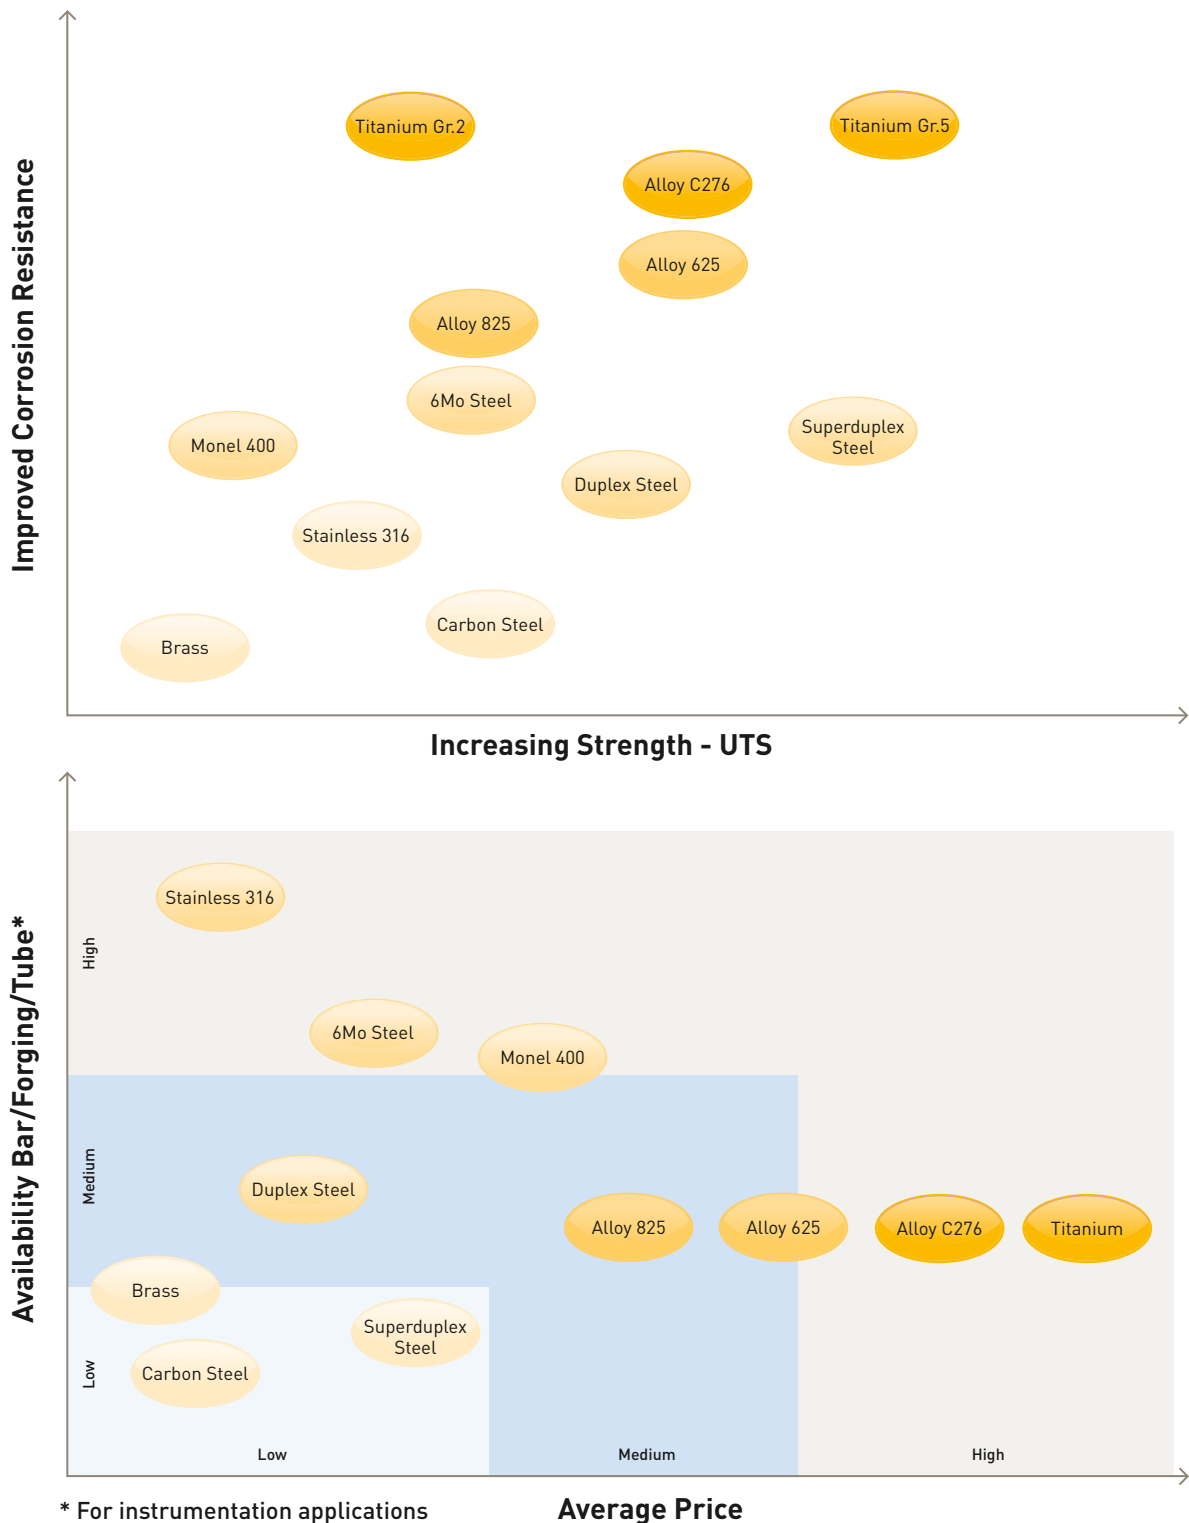 Improved Corrosion Resistance
Titanium Gr.2
Titanium Gr.5
Alloy C276
Alloy 625
Alloy 825
6Mo Steel
Superduplex
Steel
Monel 400
Duplex Steel
Stainless 316
Carbon Steel
Brass
Increasing Strength - UTS
Availability Bar/Forging/Tube*
High
Stainless 316
6Mo Steel
Monel 400
Medium
Duplex Steel
Alloy 825
Alloy 625
Alloy C276
Titanium
Brass
Superduplex
Steel
Low
Carbon Steel
Low
Medium
High
* For instrumentation applications
Average Price